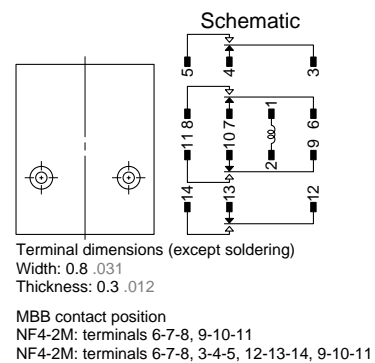 Schematic
5 4 3
8 7 1 6
11 10 2 9
14 13 12
Terminal dimensions (except soldering)
Width: 0.8 .031
Thickness: 0.3 .012
MBB contact position
NF4-2M: terminals 6-7-8, 9-10-11
NF4-2M: terminals 6-7-8, 3-4-5, 12-13-14, 9-10-11